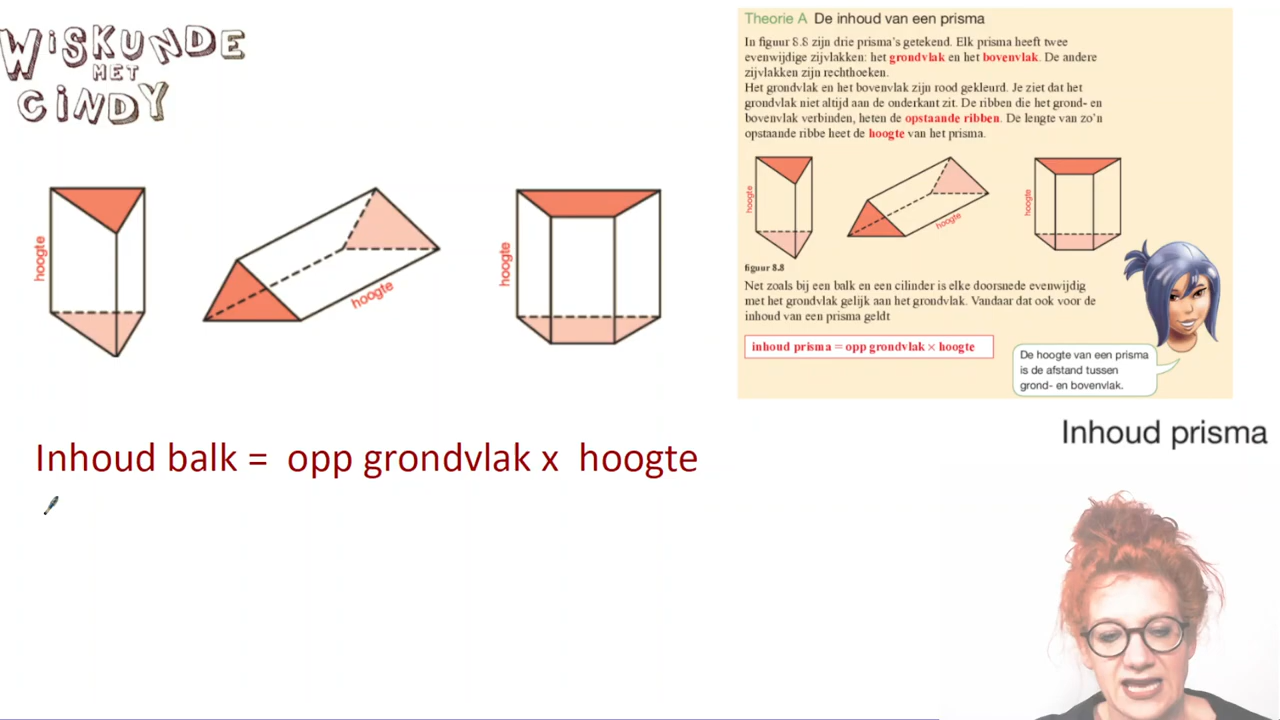 WiSKUNDE
MET
CiNDY
hoogte
hoogte
hoogte
Inhoud balk = opp grondvlak x hoogte
Theorie A De inhoud van een prisma
In figuur 8.8 zijn drie prisma's getekend. Elk prisma heeft twee
evenwijdige zijvlakken: het grondvlak en het bovenvlak. De andere
zijvlakken zijn rechthoeken.
Het grondvlak en het bovenvlak zijn rood gekleurd. Je ziet dat het
grondvlak niet altijd aan de onderkant zit. De ribben die het grond- en
bovenvlak verbinden, heten de opstaande ribben. De lengte van zo'n
opstaande ribbe heet de hoogte van het prisma.
hoogte
hoogte
hoogte
figuur 8.8
Net zoals bij een balk en een cilinder is elke doorsnede evenwijdig
met het grondvlak gelijk aan het grondvlak. Vandaar dat ook voor de
inhoud van een prisma geldt
inhoud prisma = opp grondvlak × hoogte
De hoogte van een prisma
is de afstand tussen
grond- en bovenvlak.
Inhoud prisma